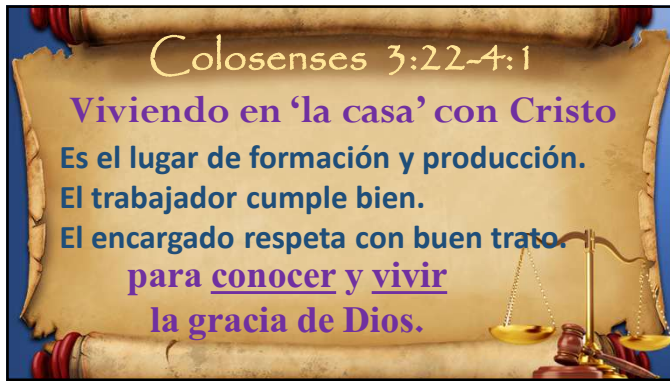 Colosenses 3:22-4:1
Viviendo en ‘la casa’ con Cristo
Es el lugar de formación y producción.
El trabajador cumple bien.
El encargado respeta con buen trato.
para conocer y vivir
la gracia de Dios.